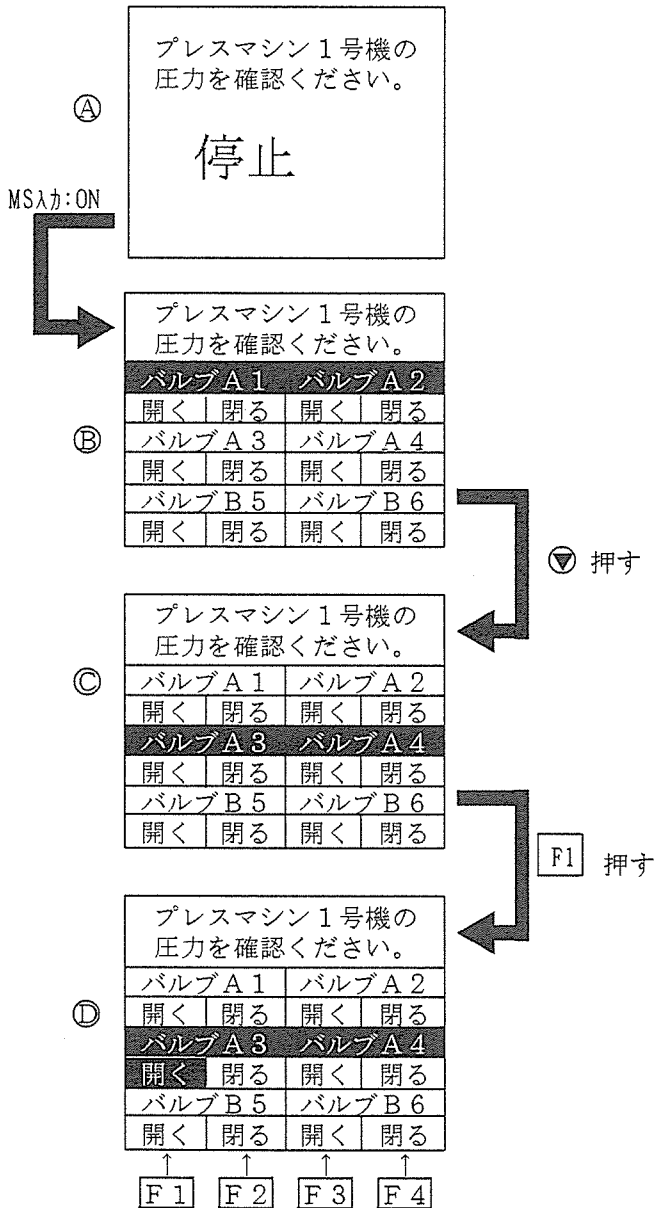 プレスマシン1号機の
圧力を確認ください。
Ⓐ
停止
MS入力:ON
プレスマシン1号機の
圧力を確認ください。
バルブA1 バルブA2
開く 閉る 開く 閉る
Ⓑ
バルブA3 バルブA4
開く 閉る 開く 閉る
バルブB5 バルブB6
開く 閉る 開く 閉る
▼ 押す
プレスマシン1号機の
圧力を確認ください。
Ⓒ
バルブA1 バルブA2
開く 閉る 開く 閉る
バルブA3 バルブA4
開く 閉る 開く 閉る
バルブB5 バルブB6
開く 閉る 開く 閉る
F1 押す
プレスマシン1号機の
圧力を確認ください。
バルブA1 バルブA2
Ⓓ
開く 閉る 開く 閉る
バルブA3 バルブA4
開く 閉る 開く 閉る
バルブB5 バルブB6
開く 閉る 開く 閉る
↑ ↑ ↑ ↑
F1 F2 F3 F4